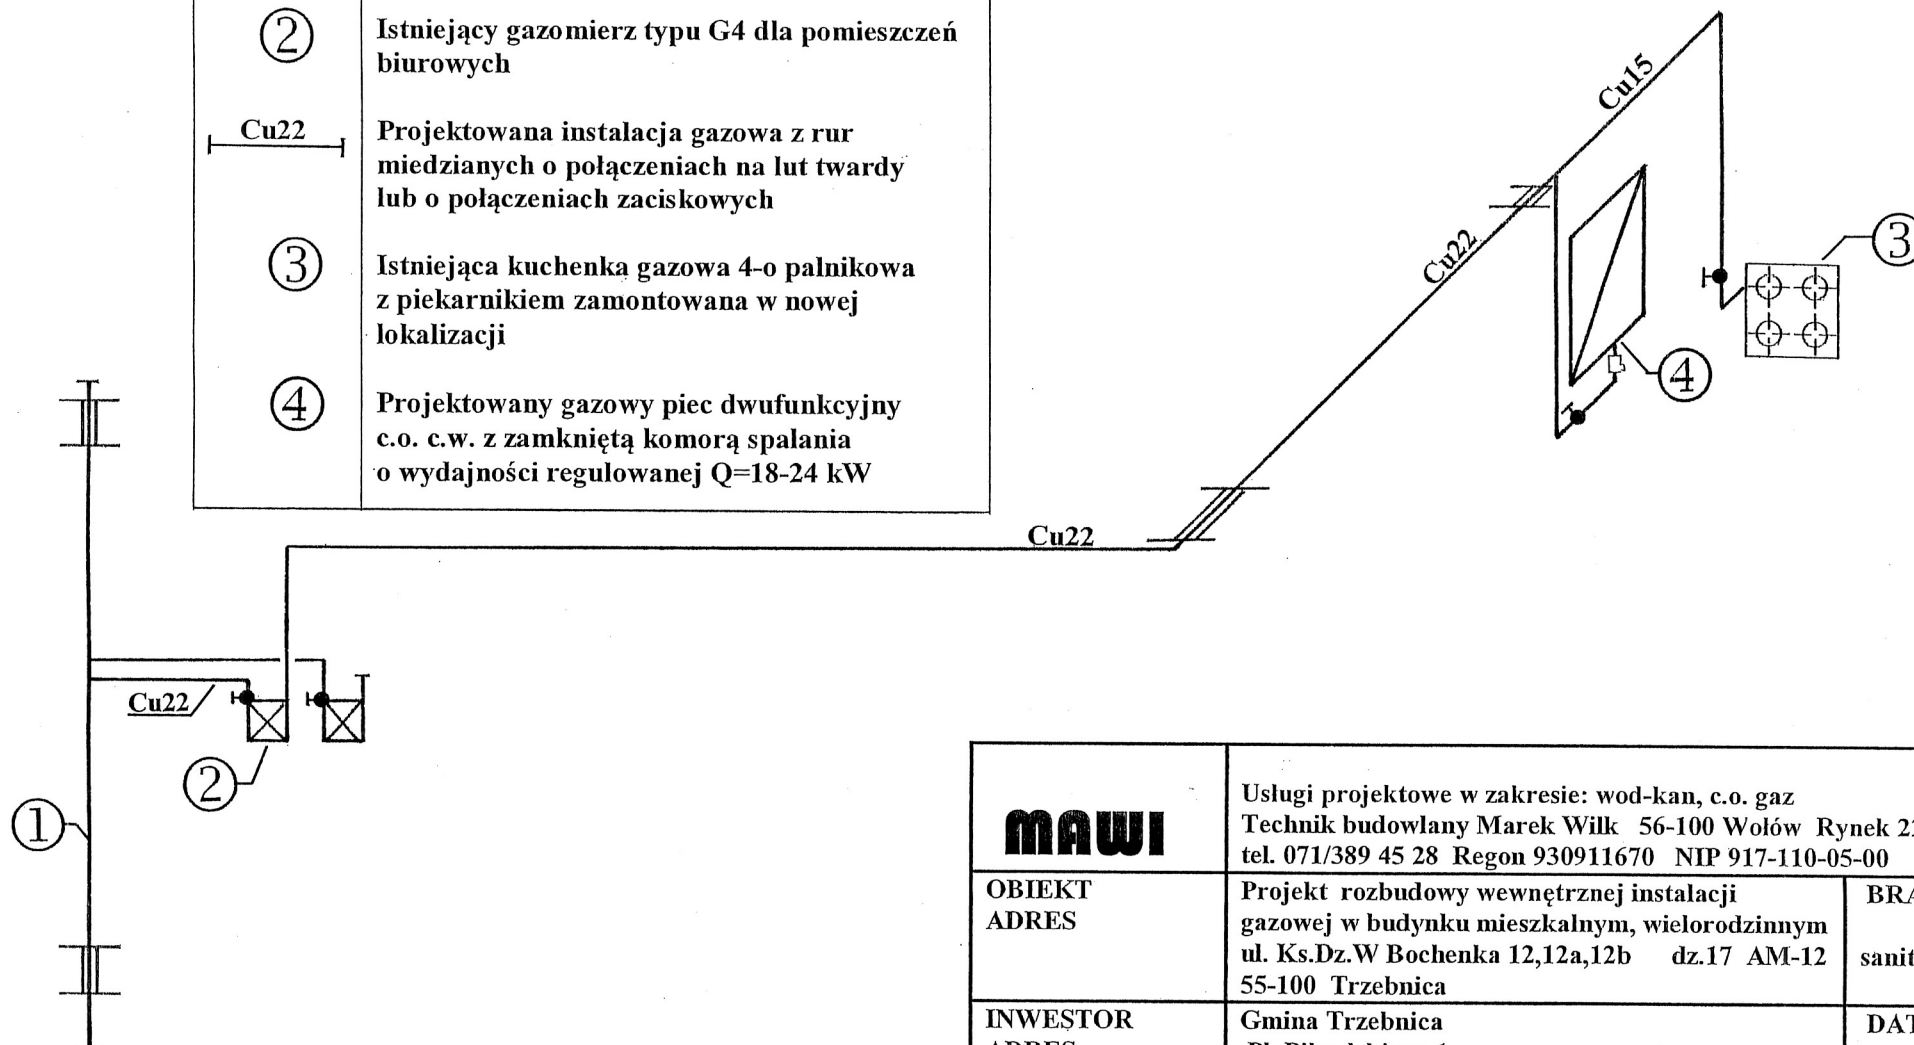 2
Istniejący gazomierz typu G4 dla pomieszczeń
biurowych
Cu22
Projektowana instalacja gazowa z rur
miedzianych o połączeniach na lut twardy
lub o połączeniach zaciskowych
3
Istniejąca kuchenka gazowa 4-o palnikowa
z piekarnikiem zamontowana w nowej
lokalizacji
4
Projektowany gazowy piec dwufunkcyjny
c.o. c.w. z zamkniętą komorą spalania
o wydajności regulowanej Q=18-24 kW
Cu15
Cu22
3
4
Cu22
Cu22
2
1
MAWI
Usługi projektowe w zakresie: wod-kan, c.o. gaz
Technik budowlany Marek Wilk 56-100 Wołów Rynek
tel. 071/389 45 28 Regon 930911670 NIP 917-110-05-00
OBIEKT
ADRES
Projekt rozbudowy wewnętrznej instalacji
gazowej w budynku mieszkalnym, wielorodzinnym
ul. Ks.Dz.W Bochenka 12,12a,12b dz.17 AM-12
55-100 Trzebnica
INWESTOR
Gmina Trzebnica